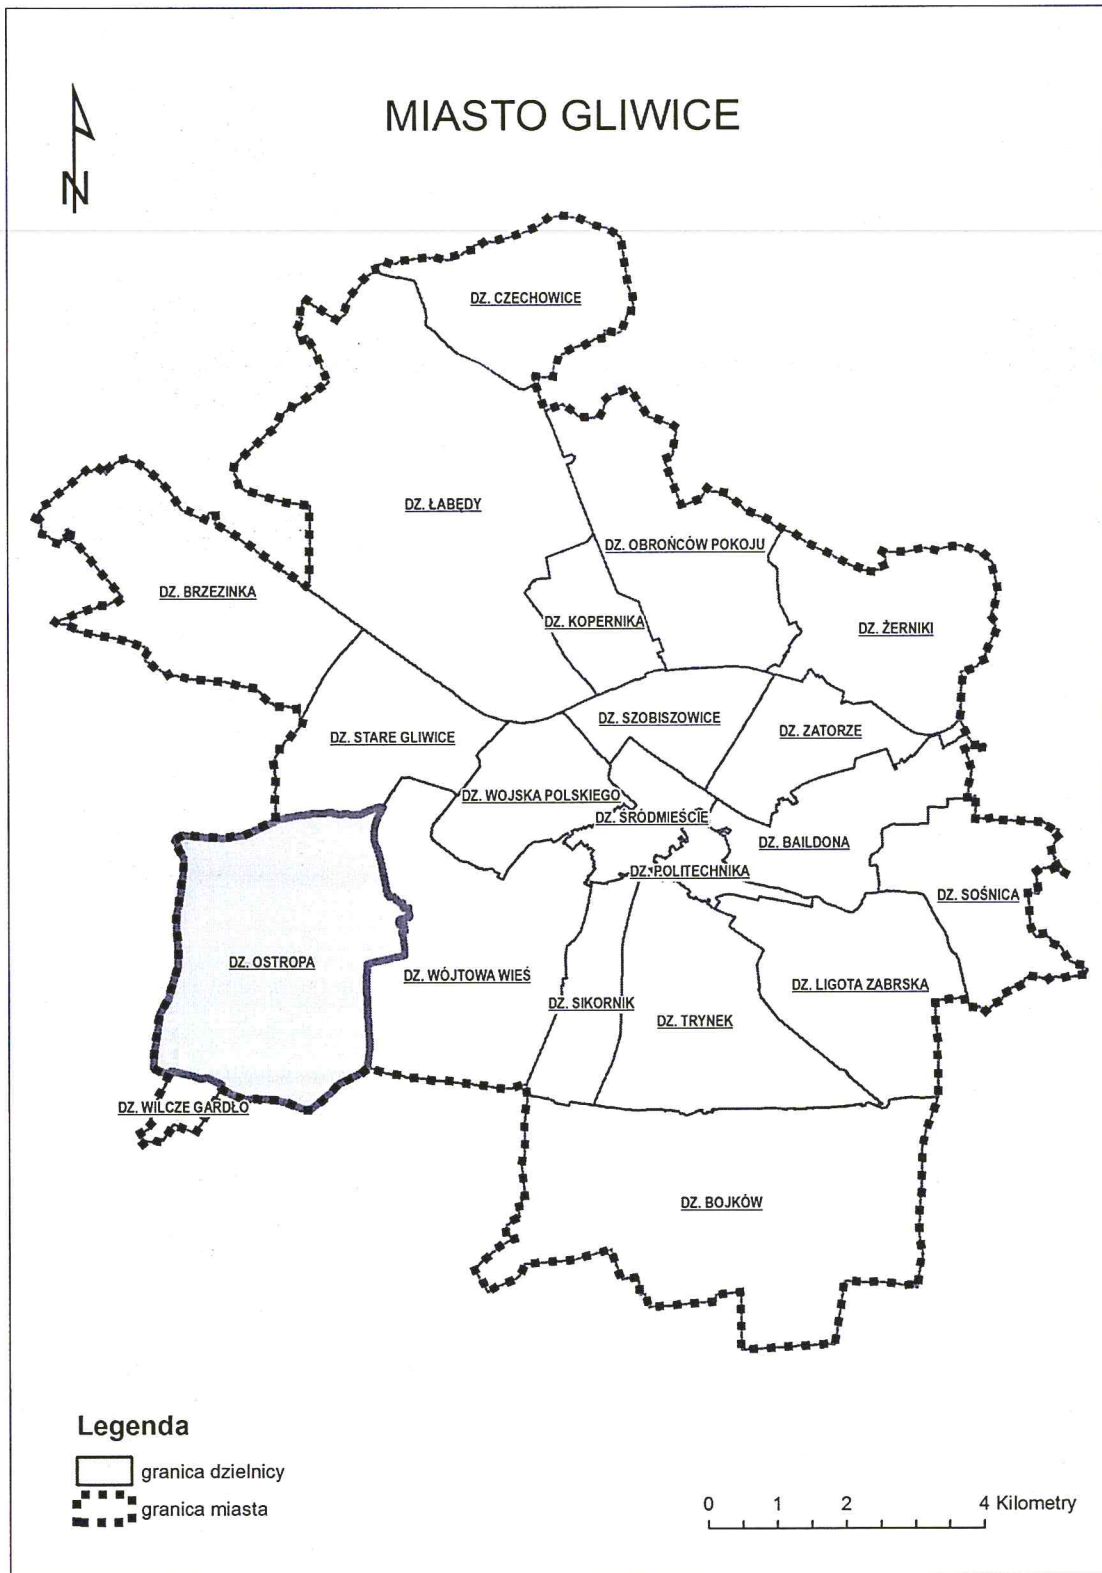 MIASTO GLIWICE
N
DZ. CZECHOWICE
DZ. ŁABĘDY
DZ. OBROŃCÓW POKOJU
DZ. BRZEZINKA
DZ. KOPERNIKA
DZ. ŻERNIKI
DZ. SZOBISZOWICE
DZ. STARE GLIWICE
DZ. ZATORZE
DZ. WOJSKA POLSKIEGO
DZ. ŚRÓDMIEŚCIE
DZ. BAILDONA
DZ. POLITECHNIKA
DZ. SOŚNICA
DZ. OSTROPA
DZ. WÓJTOWA WIEŚ
DZ. LIGOTA ZABRSKA
DZ. SIKORNIK
DZ. TRYNEK
DZ. WILCZE GARDŁO
DZ. BOJKÓW
Legenda
granica dzielnicy
granica miasta
0 1 2 4 Kilometry